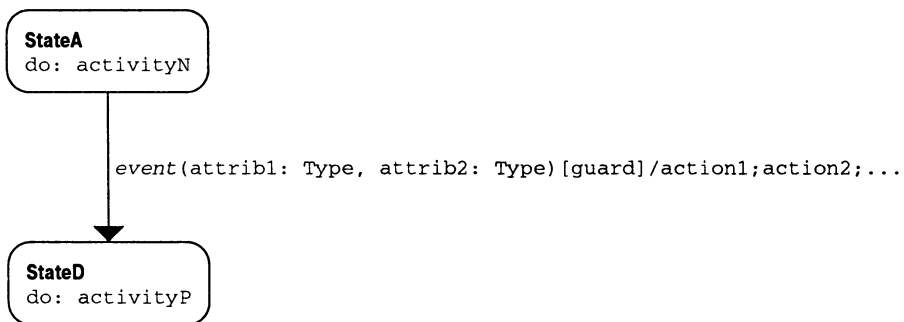 StateA
do: activityN
event(attrib1: Type, attrib2: Type)[guard]/action1;action2;...
StateD
do: activityP